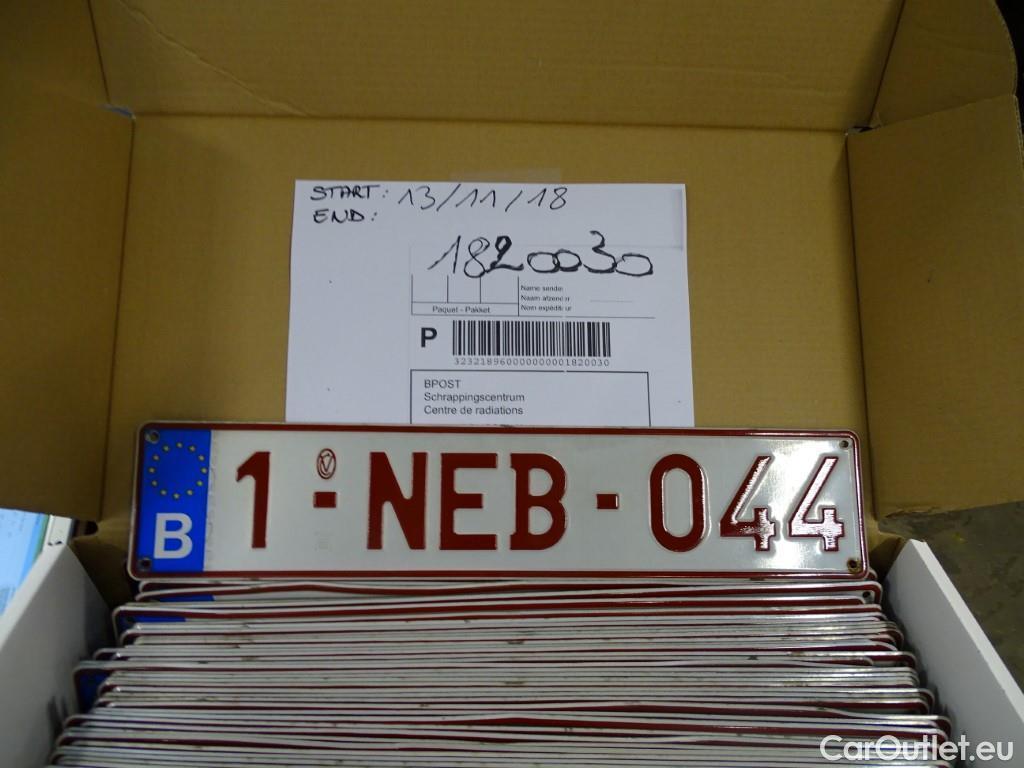 START: 13/11/18
END:
1820030
Name sender
Naam afzender
Nom expéditeur
Paquet - Pakket
P
3232189600000000001820030
BPOST
Schrappingscentrum
Centre de radiations
B 1-NEB-044
CarOutlet.eu